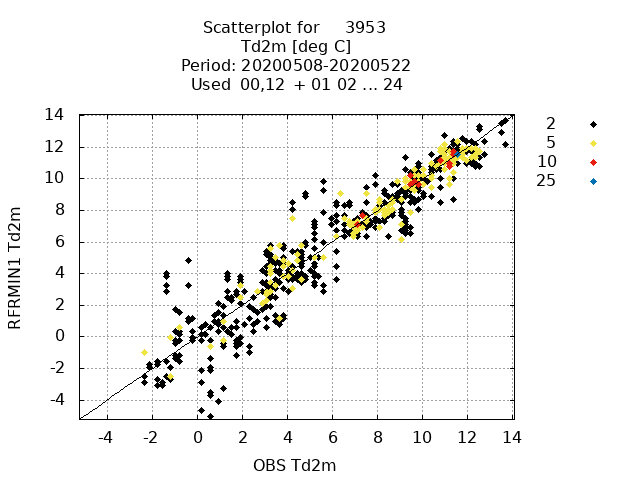 Scatterplot for 3953
Td2m [deg C]
Period: 20200508-20200522
Used 00,12 + 01 02 ... 24
14
12
10
8
6
4
2
0
-2
-4
RFRMIN1 Td2m
-4 -2 0 2 4 6 8 10 12 14
OBS Td2m
2
5
10
25